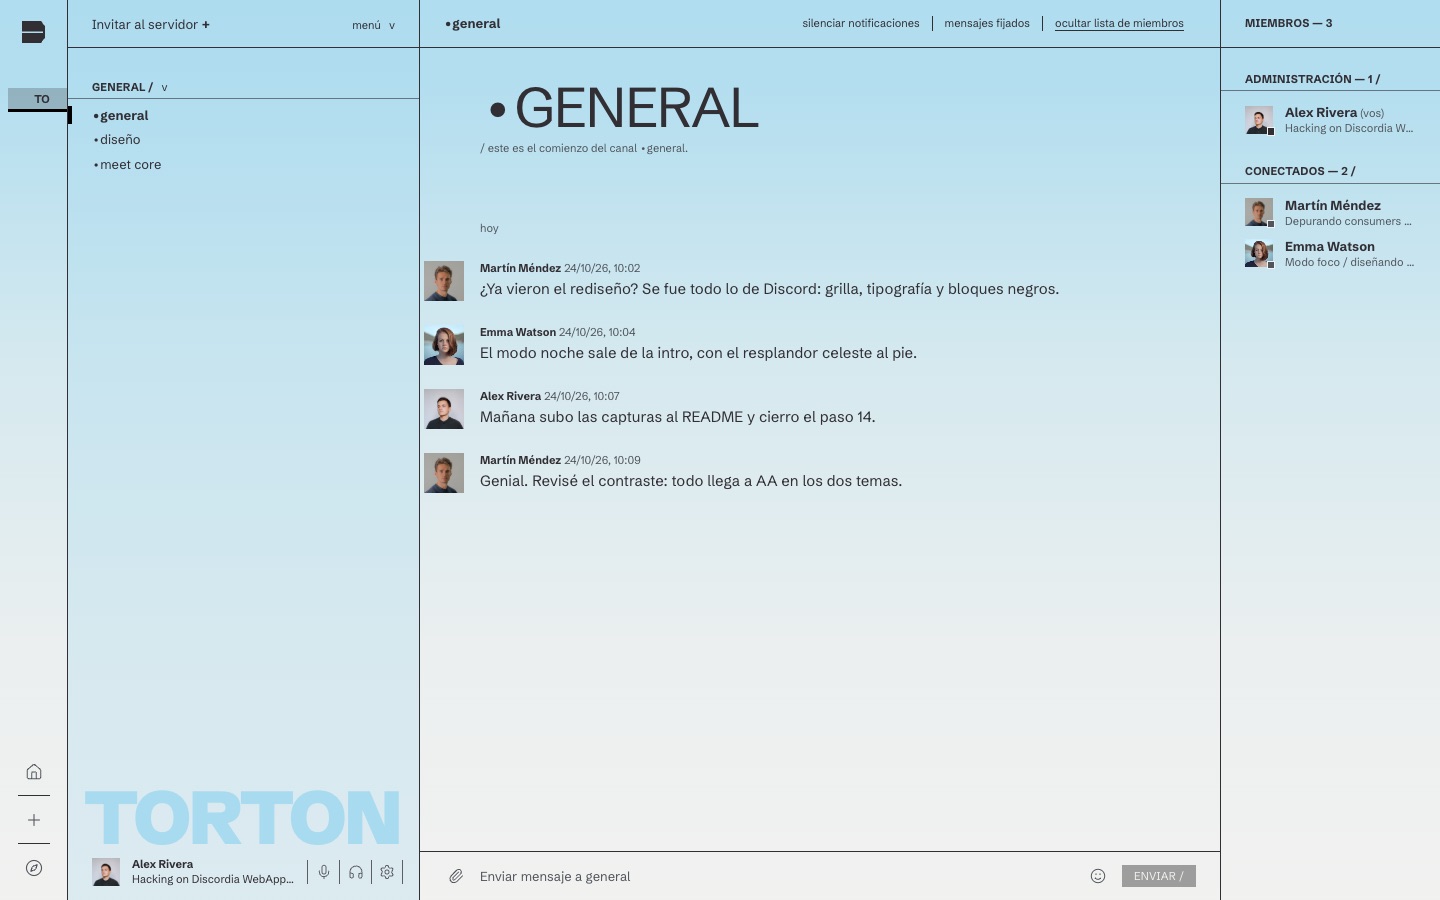 Invitar al servidor +
menú v
•general
silenciar notificaciones
mensajes fijados
ocultar lista de miembros
MIEMBROS — 3
TO
GENERAL / v
•general
•diseño
•meet core
•GENERAL
/ este es el comienzo del canal •general.
hoy
Martín Méndez 24/10/26, 10:02
¿Ya vieron el rediseño? Se fue todo lo de Discord: grilla, tipografía y bloques negros.
Emma Watson 24/10/26, 10:04
El modo noche sale de la intro, con el resplandor celeste al pie.
Alex Rivera 24/10/26, 10:07
Mañana subo las capturas al README y cierro el paso 14.
Martín Méndez 24/10/26, 10:09
Genial. Revisé el contraste: todo llega a AA en los dos temas.
ADMINISTRACIÓN — 1 /
Alex Rivera (vos)
Hacking on Discordia W...
CONECTADOS — 2 /
Martín Méndez
Depurando consumers ...
Emma Watson
Modo foco / diseñando ...
TORTON
Alex Rivera
Hacking on Discordia WebApp...
Enviar mensaje a general
ENVIAR /